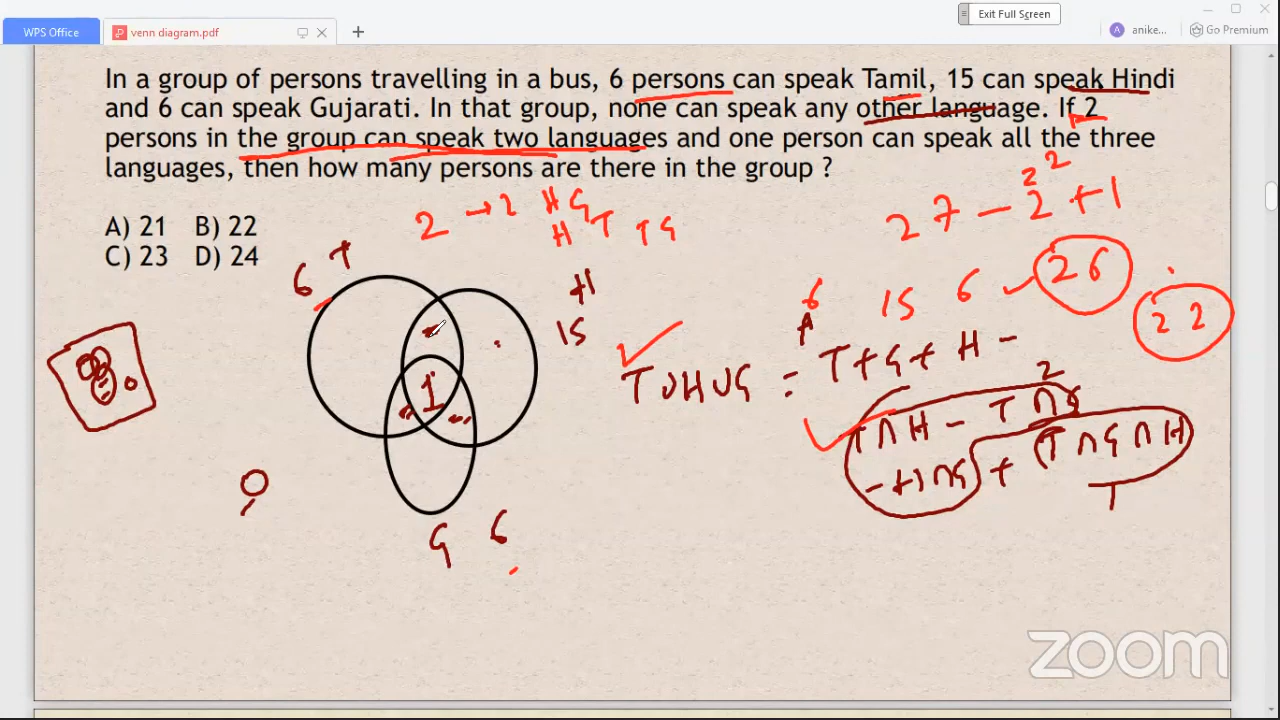 Exit Full Screen
WPS Office
venn diagram.pdf
anike...
Go Premium
In a group of persons travelling in a bus, 6 persons can speak Tamil, 15 can speak Hindi
and 6 can speak Gujarati. In that group, none can speak any other language. If 2
persons in the group can speak two languages and one person can speak all the three
languages, then how many persons are there in the group ?
A) 21 B) 22
C) 23 D) 24
2 → 2 H G
H T T G
2 2
27 - 2 + 1
26
22
6 T
H
15
1
G 6
6 15 6
T∪H∪G = T+G+H -
2
T∩H - T∩G
- H∩G + (T∩G∩H)
1
zoom